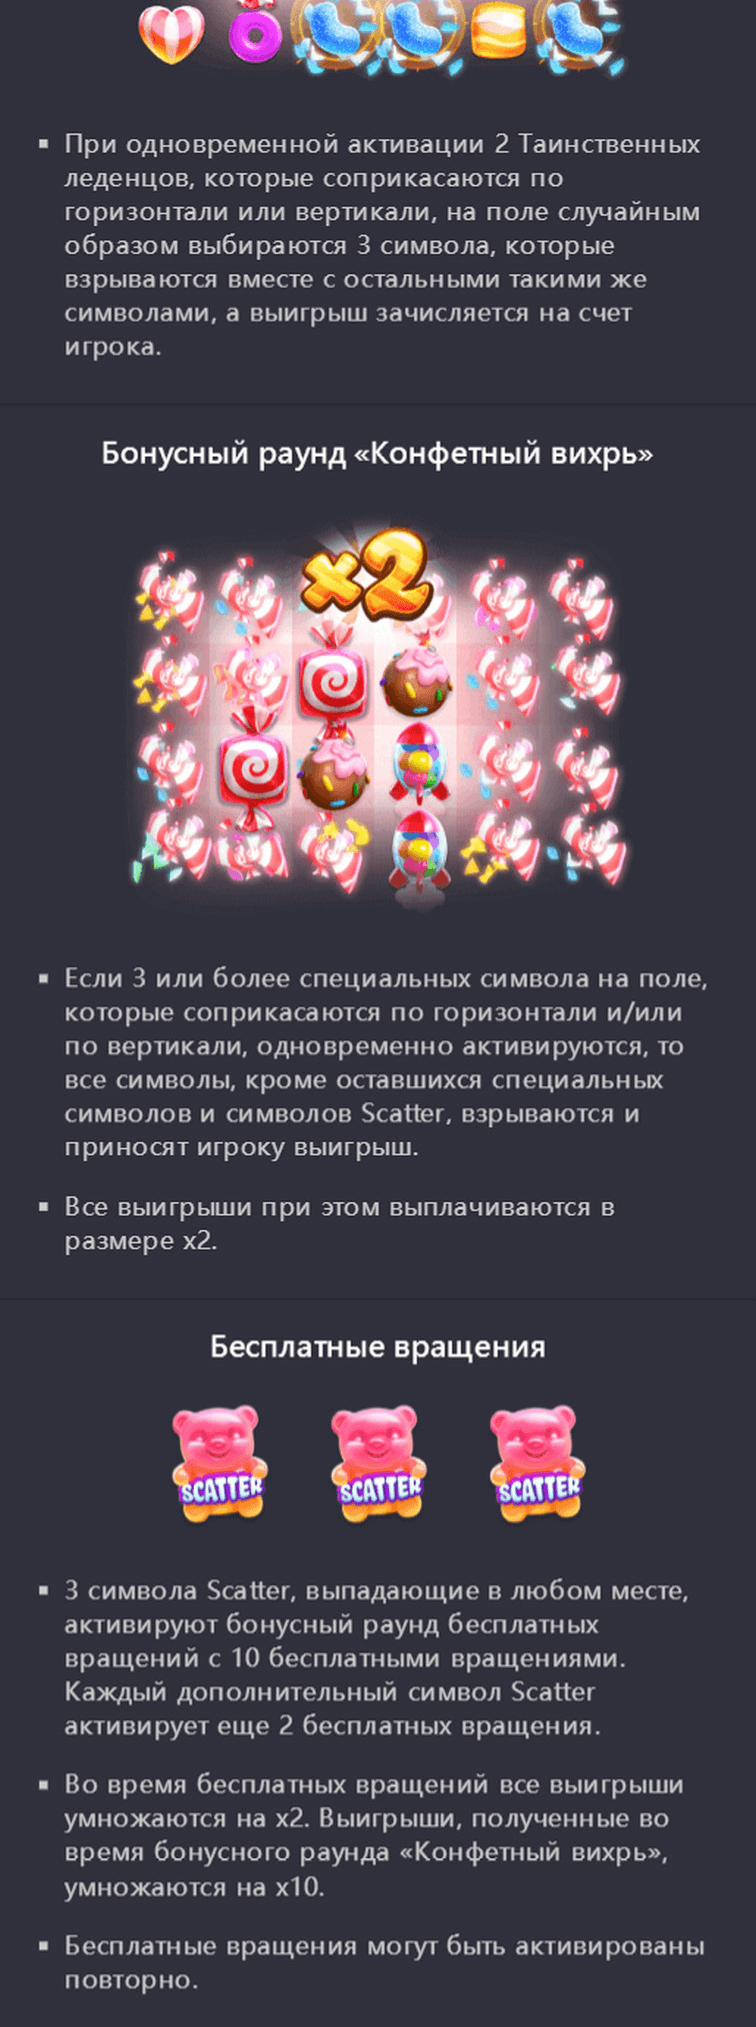 При одновременной активации 2 Таинственных
леденцов, которые соприкасаются по
горизонтали или вертикали, на поле случайным
образом выбираются 3 символа, которые
взрываются вместе с остальными такими же
символами, а выигрыш зачисляется на счет
игрока.
Бонусный раунд «Конфетный вихрь»
x2
Если 3 или более специальных символа на поле,
которые соприкасаются по горизонтали и/или
по вертикали, одновременно активируются, то
все символы, кроме оставшихся специальных
символов и символов Scatter, взрываются и
приносят игроку выигрыш.
Все выигрыши при этом выплачиваются в
размере x2.
Бесплатные вращения
SCATTER SCATTER SCATTER
3 символа Scatter, выпадающие в любом месте,
активируют бонусный раунд бесплатных
вращений с 10 бесплатными вращениями.
Каждый дополнительный символ Scatter
активирует еще 2 бесплатных вращения.
Во время бесплатных вращений все выигрыши
умножаются на x2. Выигрыши, полученные во
время бонусного раунда «Конфетный вихрь»,
умножаются на x10.
Бесплатные вращения могут быть активированы
повторно.